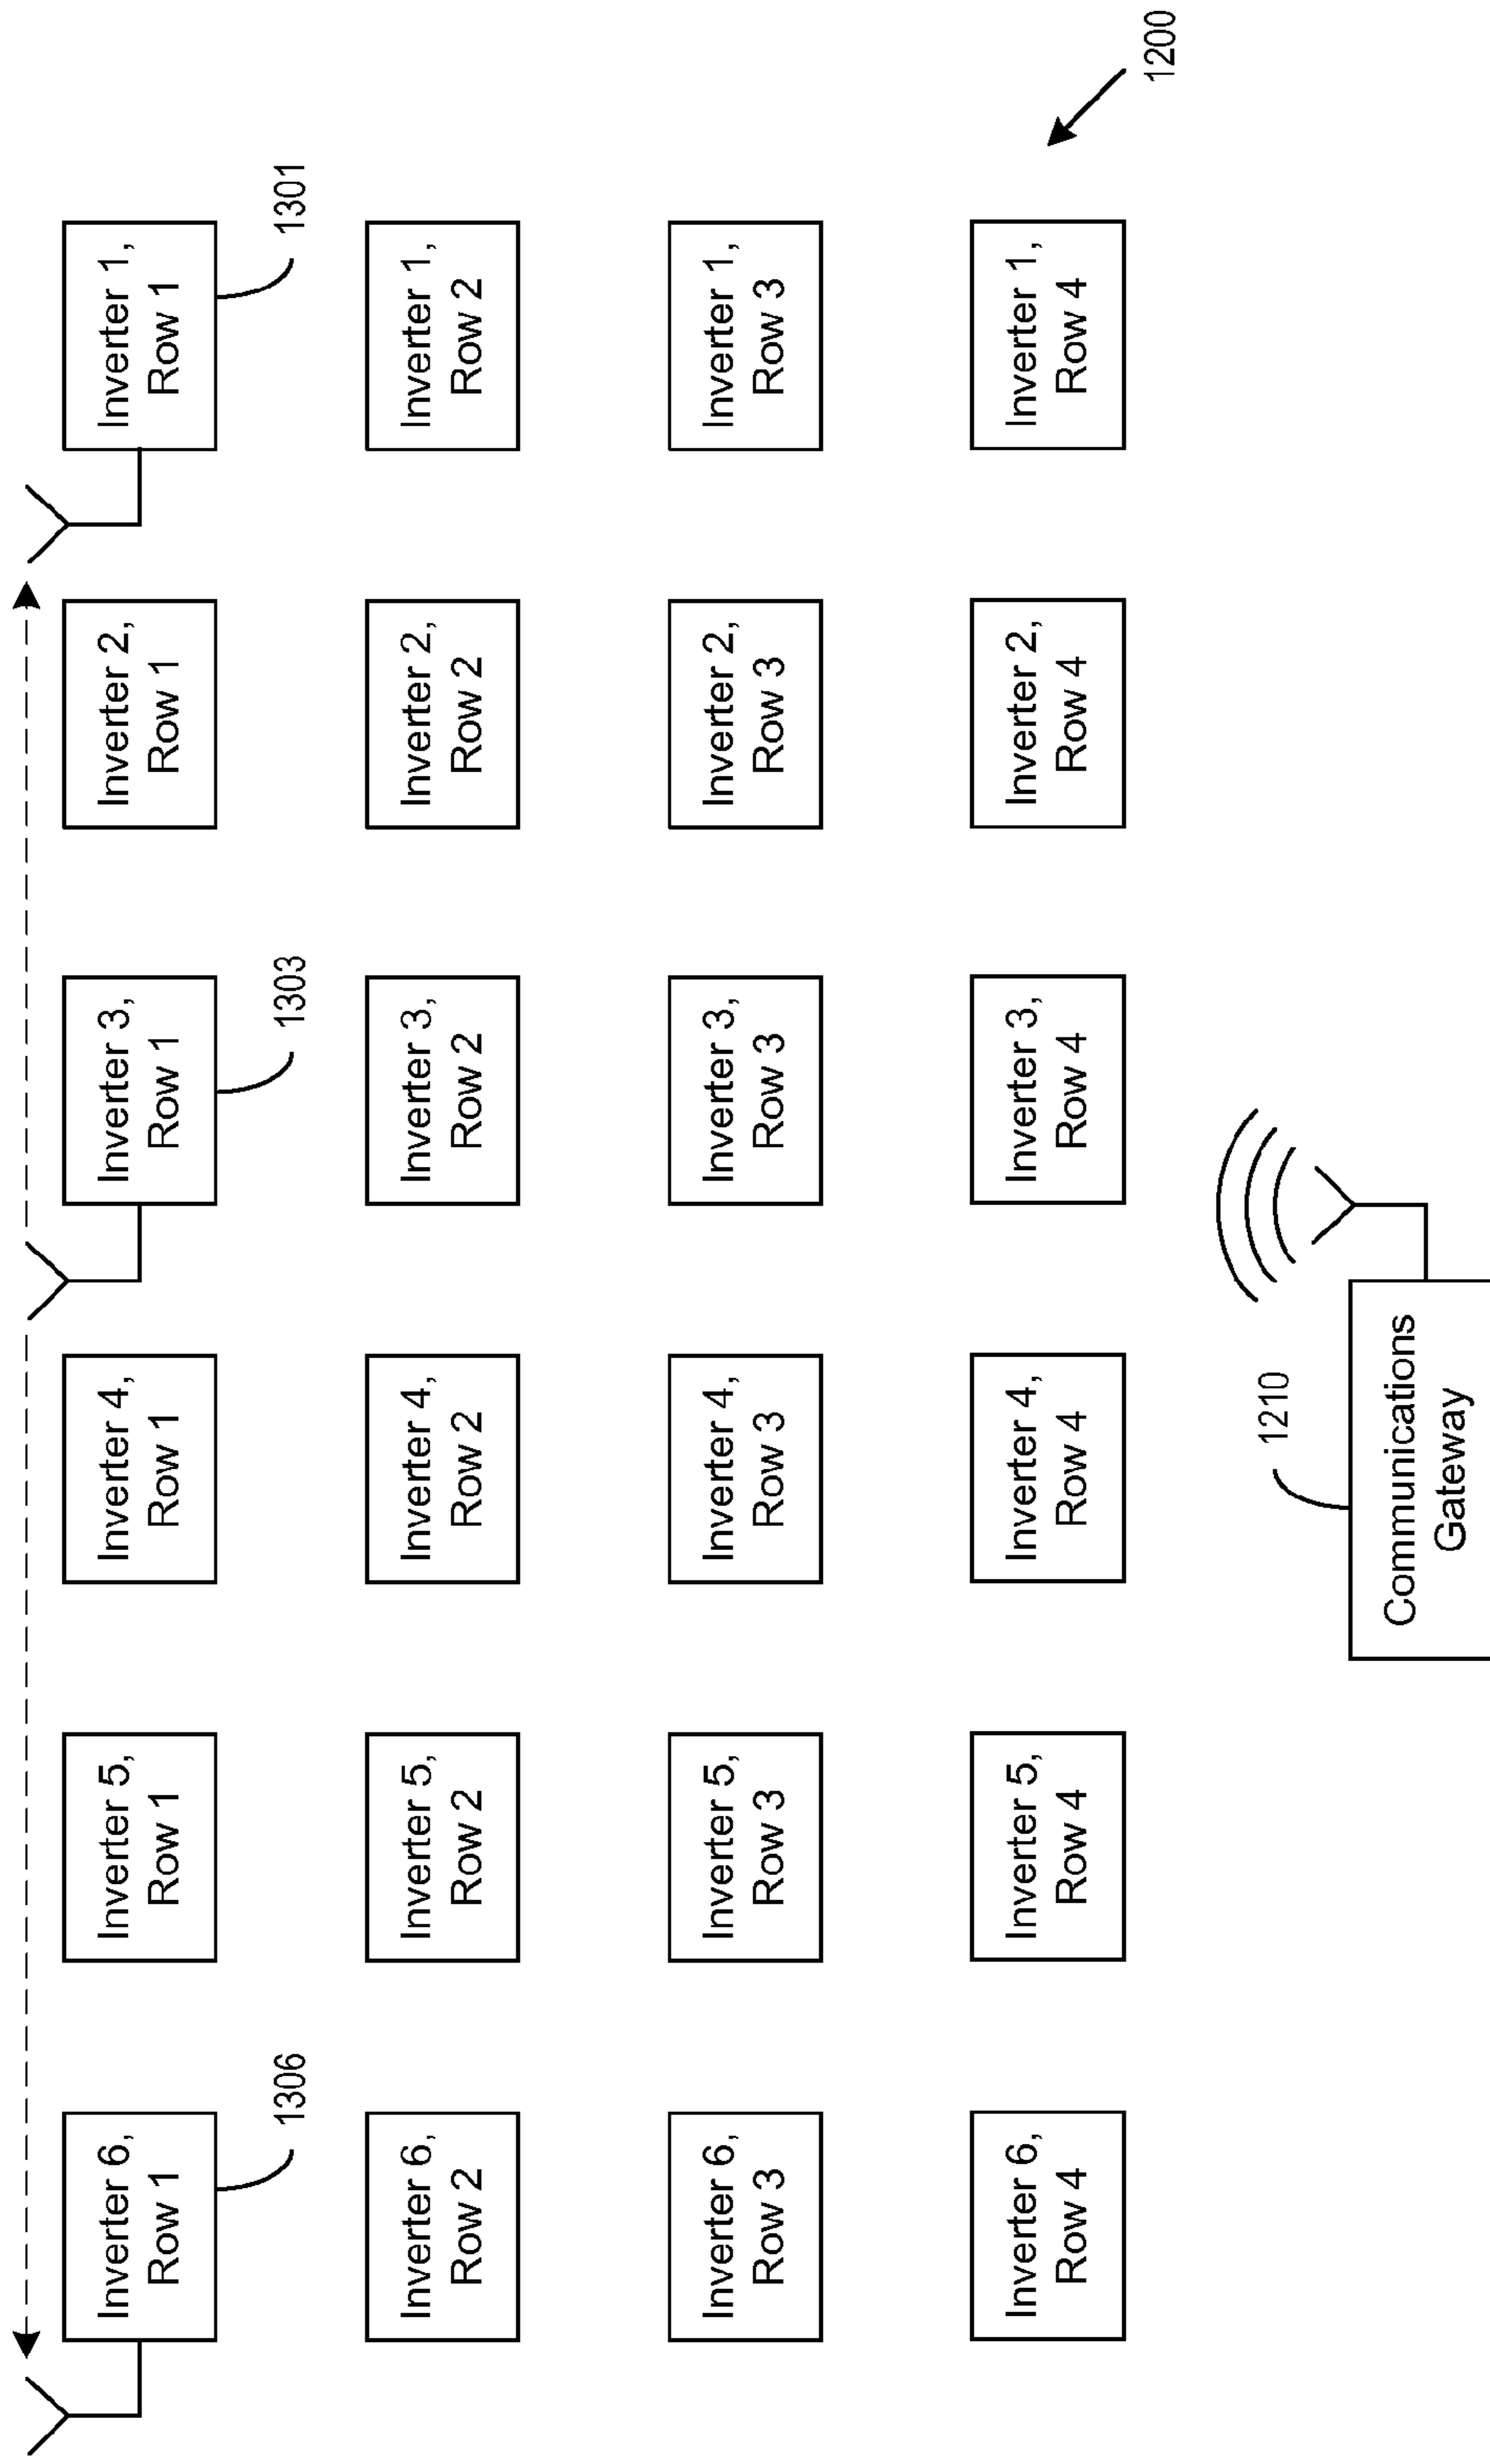 Inverter 6,
Row 1
Inverter 5,
Row 1
Inverter 4,
Row 1
Inverter 3,
Row 1
Inverter 2,
Row 1
Inverter 1,
Row 1
1306
1303
1301
Inverter 6,
Row 2
Inverter 5,
Row 2
Inverter 4,
Row 2
Inverter 3,
Row 2
Inverter 2,
Row 2
Inverter 1,
Row 2
Inverter 6,
Row 3
Inverter 5,
Row 3
Inverter 4,
Row 3
Inverter 3,
Row 3
Inverter 2,
Row 3
Inverter 1,
Row 3
Inverter 6,
Row 4
Inverter 5,
Row 4
Inverter 4,
Row 4
Inverter 3,
Row 4
Inverter 2,
Row 4
Inverter 1,
Row 4
1200
1210
Communications
Gateway